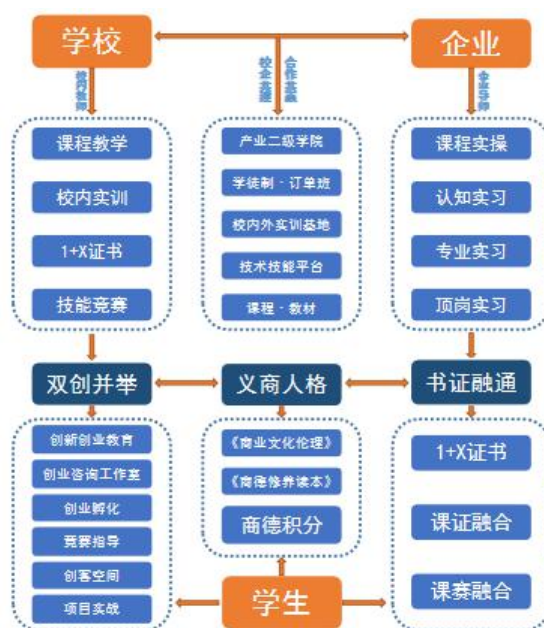 学校
企业
校内教师
校企共建
合作基础
企业导师
课程教学
校内实训
1+X证书
技能竞赛
产业二级学院
学徒制-订单班
校内外实训基地
技术技能平台
课程-教材
课程实操
认知实习
专业实习
顶岗实习
双创并举
义商人格
书证融通
创新创业教育
创业咨询工作室
创业孵化
竞赛指导
创客空间
项目实战
《商业文化伦理》
《商德修养读本》
商德积分
1+X证书
课证融合
课赛融合
学生